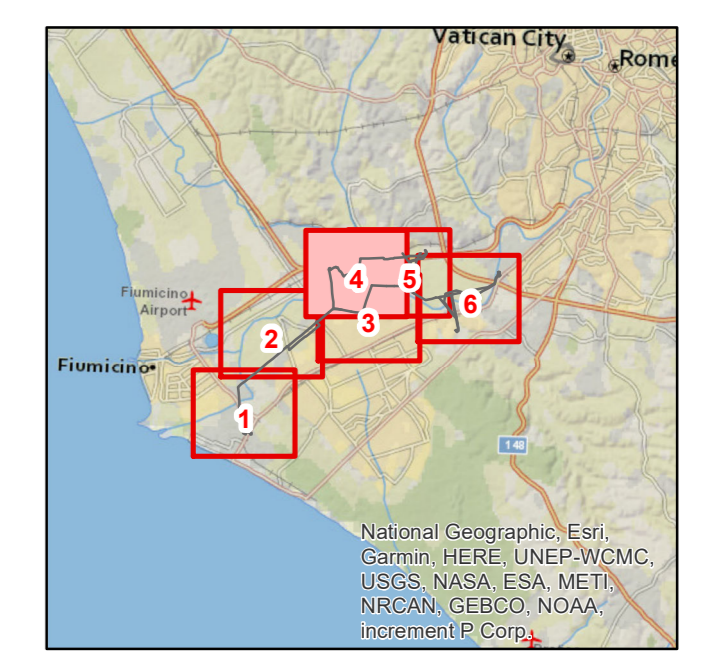 Vatican City
Rome
Fiumicino
Airport
Fiumicino
4
5
6
3
2
1
148
National Geographic, Esri,
Garmin, HERE, UNEP-WCMC,
USGS, NASA, ESA, METI,
NRCAN, GEBCO, NOAA,
increment P Corp.